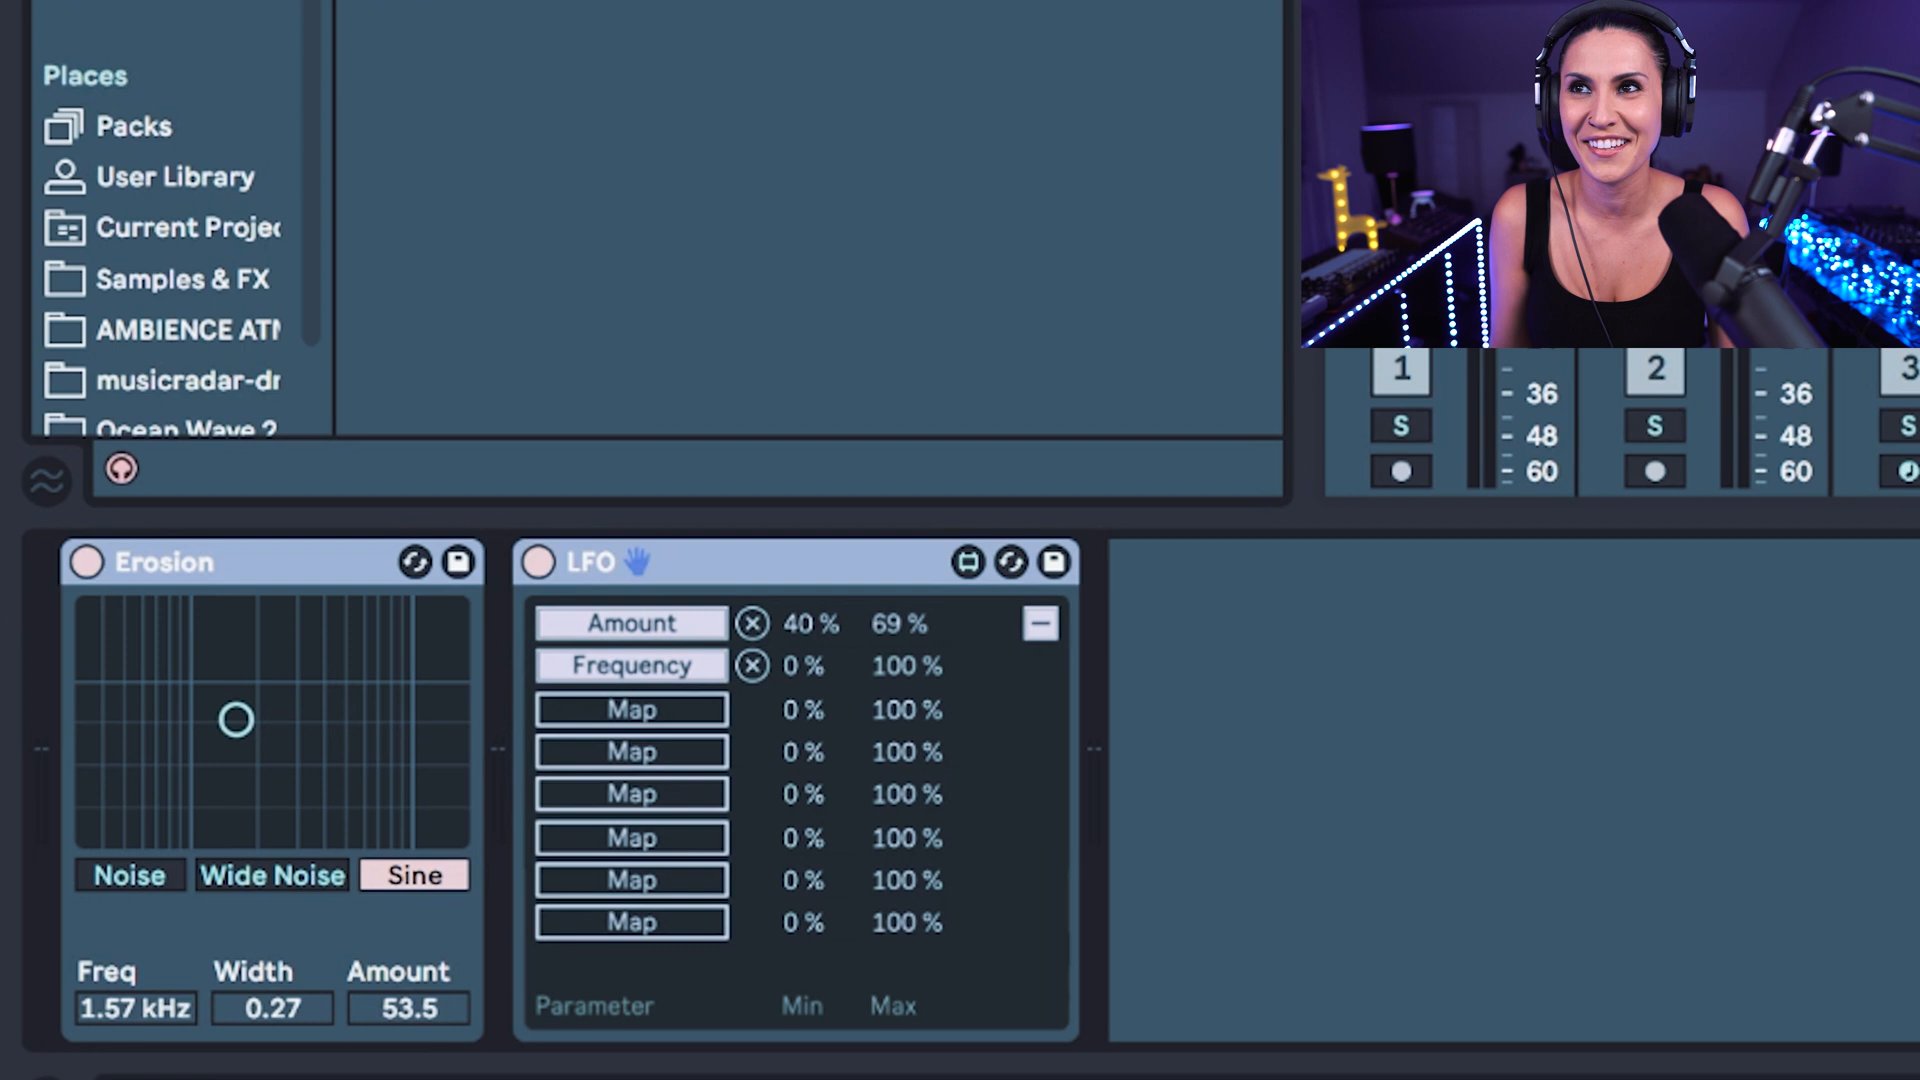 Places
Packs
User Library
Current Projec
Samples & FX
AMBIENCE AT
musicradar-dr
Ocean Wave 2
1
36
S
48
60
2
36
S
48
60
3
S
Erosion
Noise
Wide Noise
Sine
Freq
Width
Amount
1.57 kHz
0.27
53.5
LFO
Amount 40 % 69 %
Frequency 0 % 100 %
Map 0 % 100 %
Map 0 % 100 %
Map 0 % 100 %
Map 0 % 100 %
Map 0 % 100 %
Map 0 % 100 %
Parameter Min Max